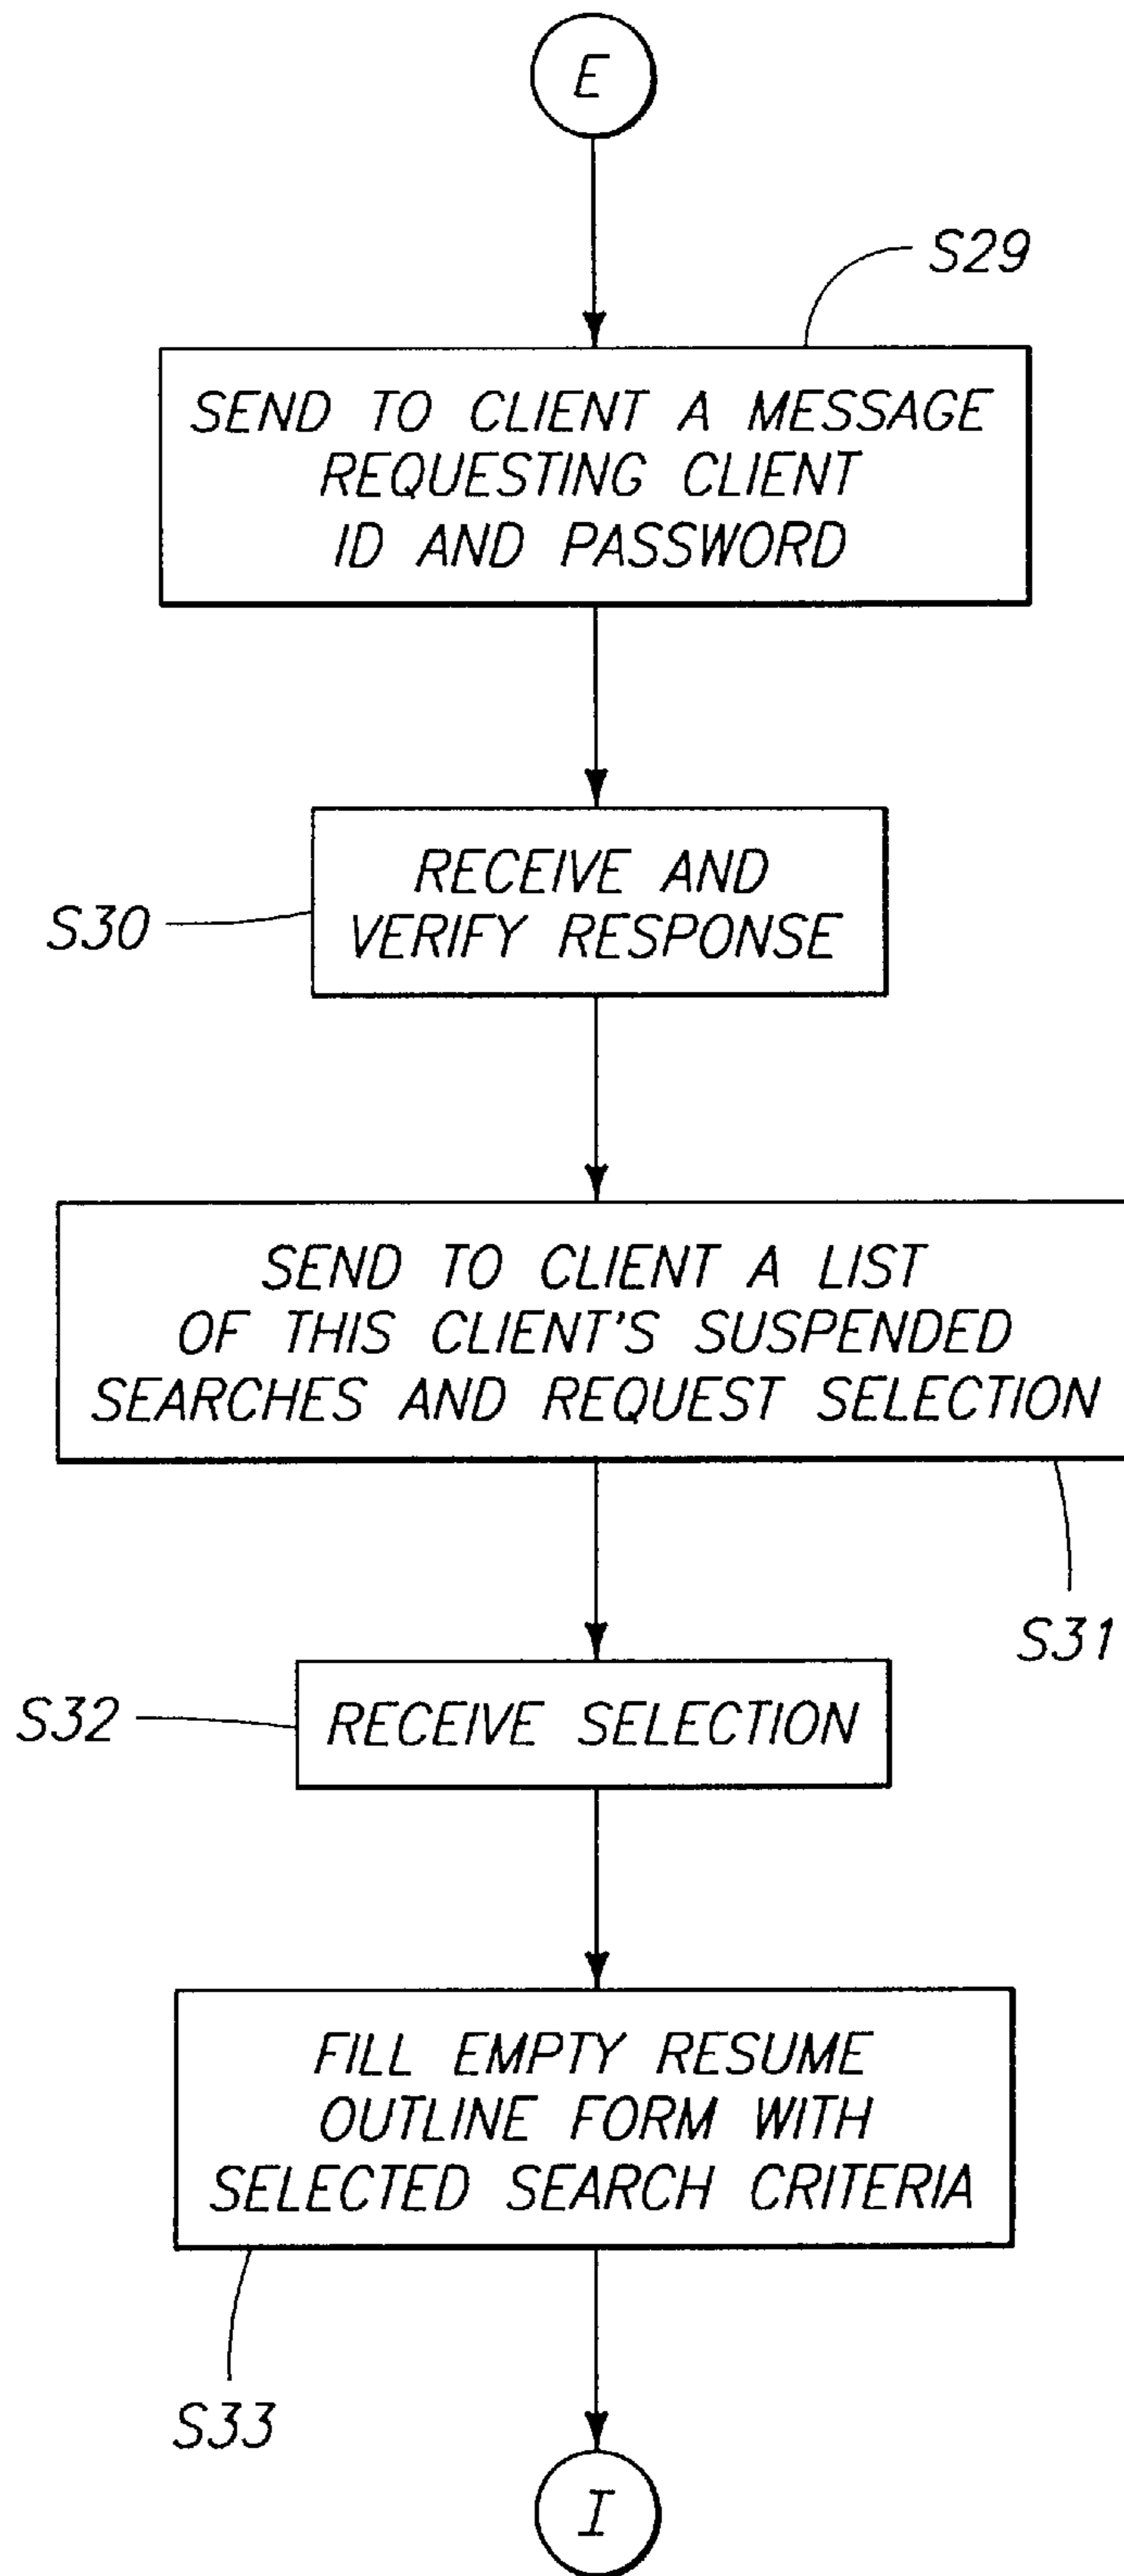 E
S29
SEND TO CLIENT A MESSAGE
REQUESTING CLIENT
ID AND PASSWORD
S30
RECEIVE AND
VERIFY RESPONSE
SEND TO CLIENT A LIST
OF THIS CLIENT'S SUSPENDED
SEARCHES AND REQUEST SELECTION
S31
S32
RECEIVE SELECTION
FILL EMPTY RESUME
OUTLINE FORM WITH
SELECTED SEARCH CRITERIA
S33
I